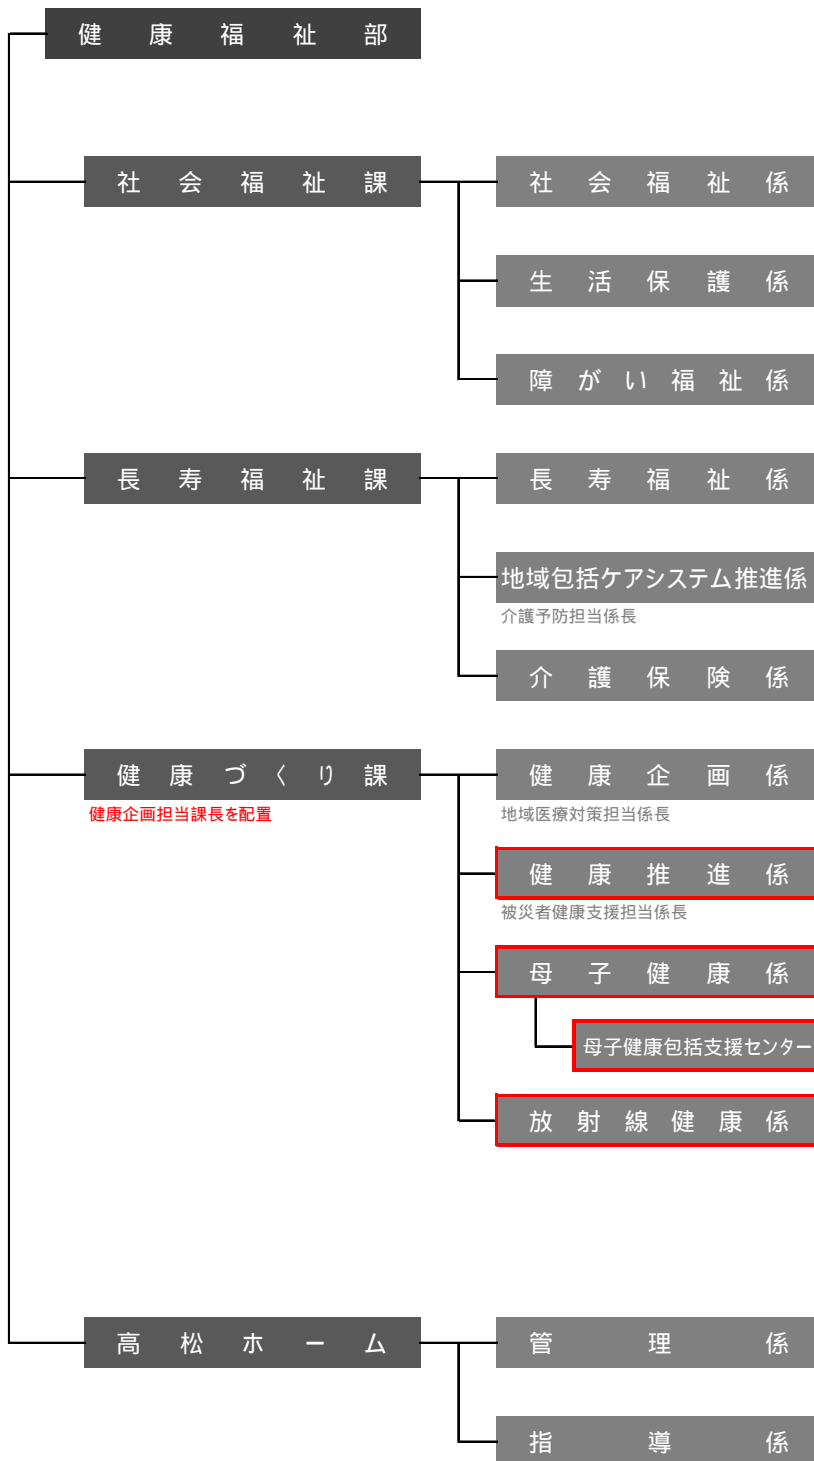 健康福祉部
社会福祉課
社会福祉係
生活保護係
障がい福祉係
長寿福祉課
長寿福祉係
地域包括ケアシステム推進係
介護予防担当係長
介護保険係
健康づくり課
健康企画担当課長を配置
健康企画係
地域医療対策担当係長
健康推進係
被災者健康支援担当係長
母子健康係
母子健康包括支援センター
放射線健康係
高松ホーム
管理係
指導係